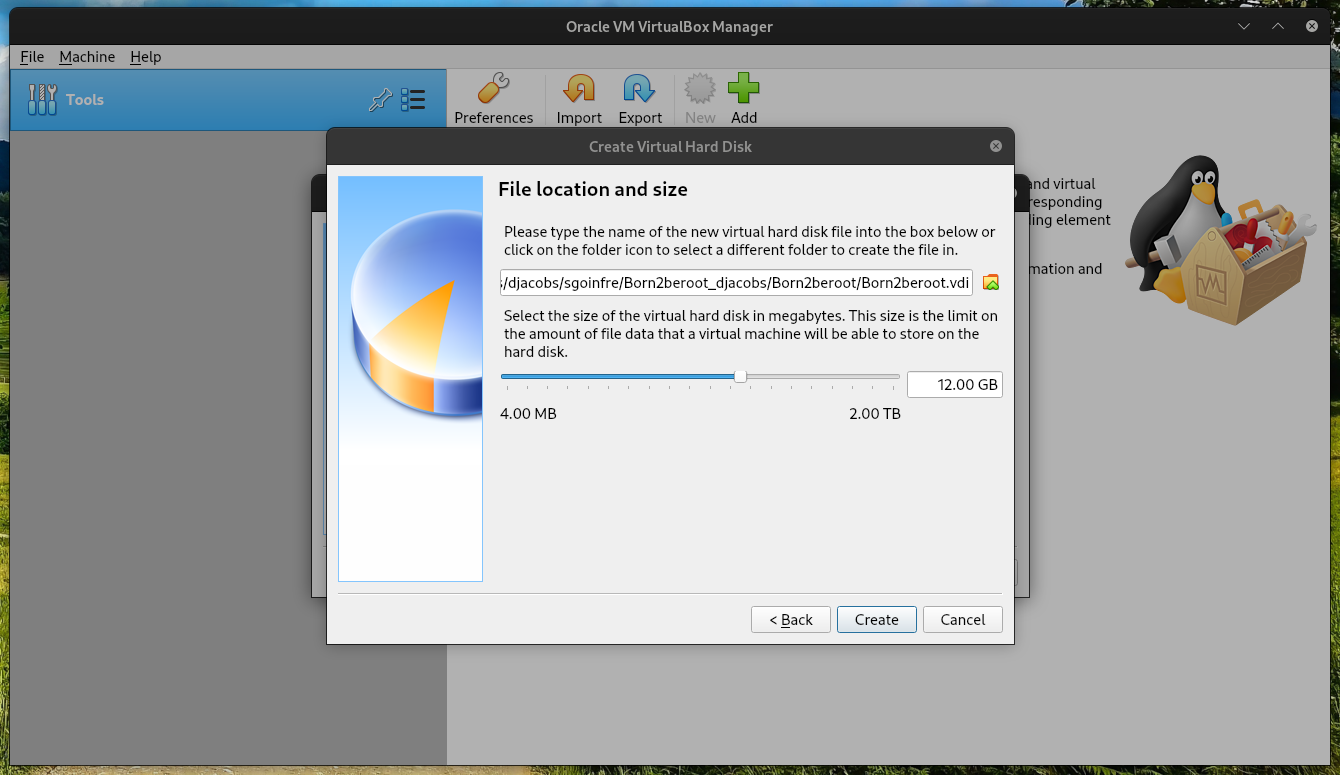 Oracle VM VirtualBox Manager
File Machine Help
Tools
Preferences Import Export New Add
Create Virtual Hard Disk
and virtual
responding
ing element
mation and
File location and size
Please type the name of the new virtual hard disk file into the box below or
click on the folder icon to select a different folder to create the file in.
s/djacobs/sgoinfre/Born2beroot_djacobs/Born2beroot/Born2beroot.vdi
Select the size of the virtual hard disk in megabytes. This size is the limit on
the amount of file data that a virtual machine will be able to store on the
hard disk.
12.00 GB
4.00 MB 2.00 TB
< Back Create Cancel